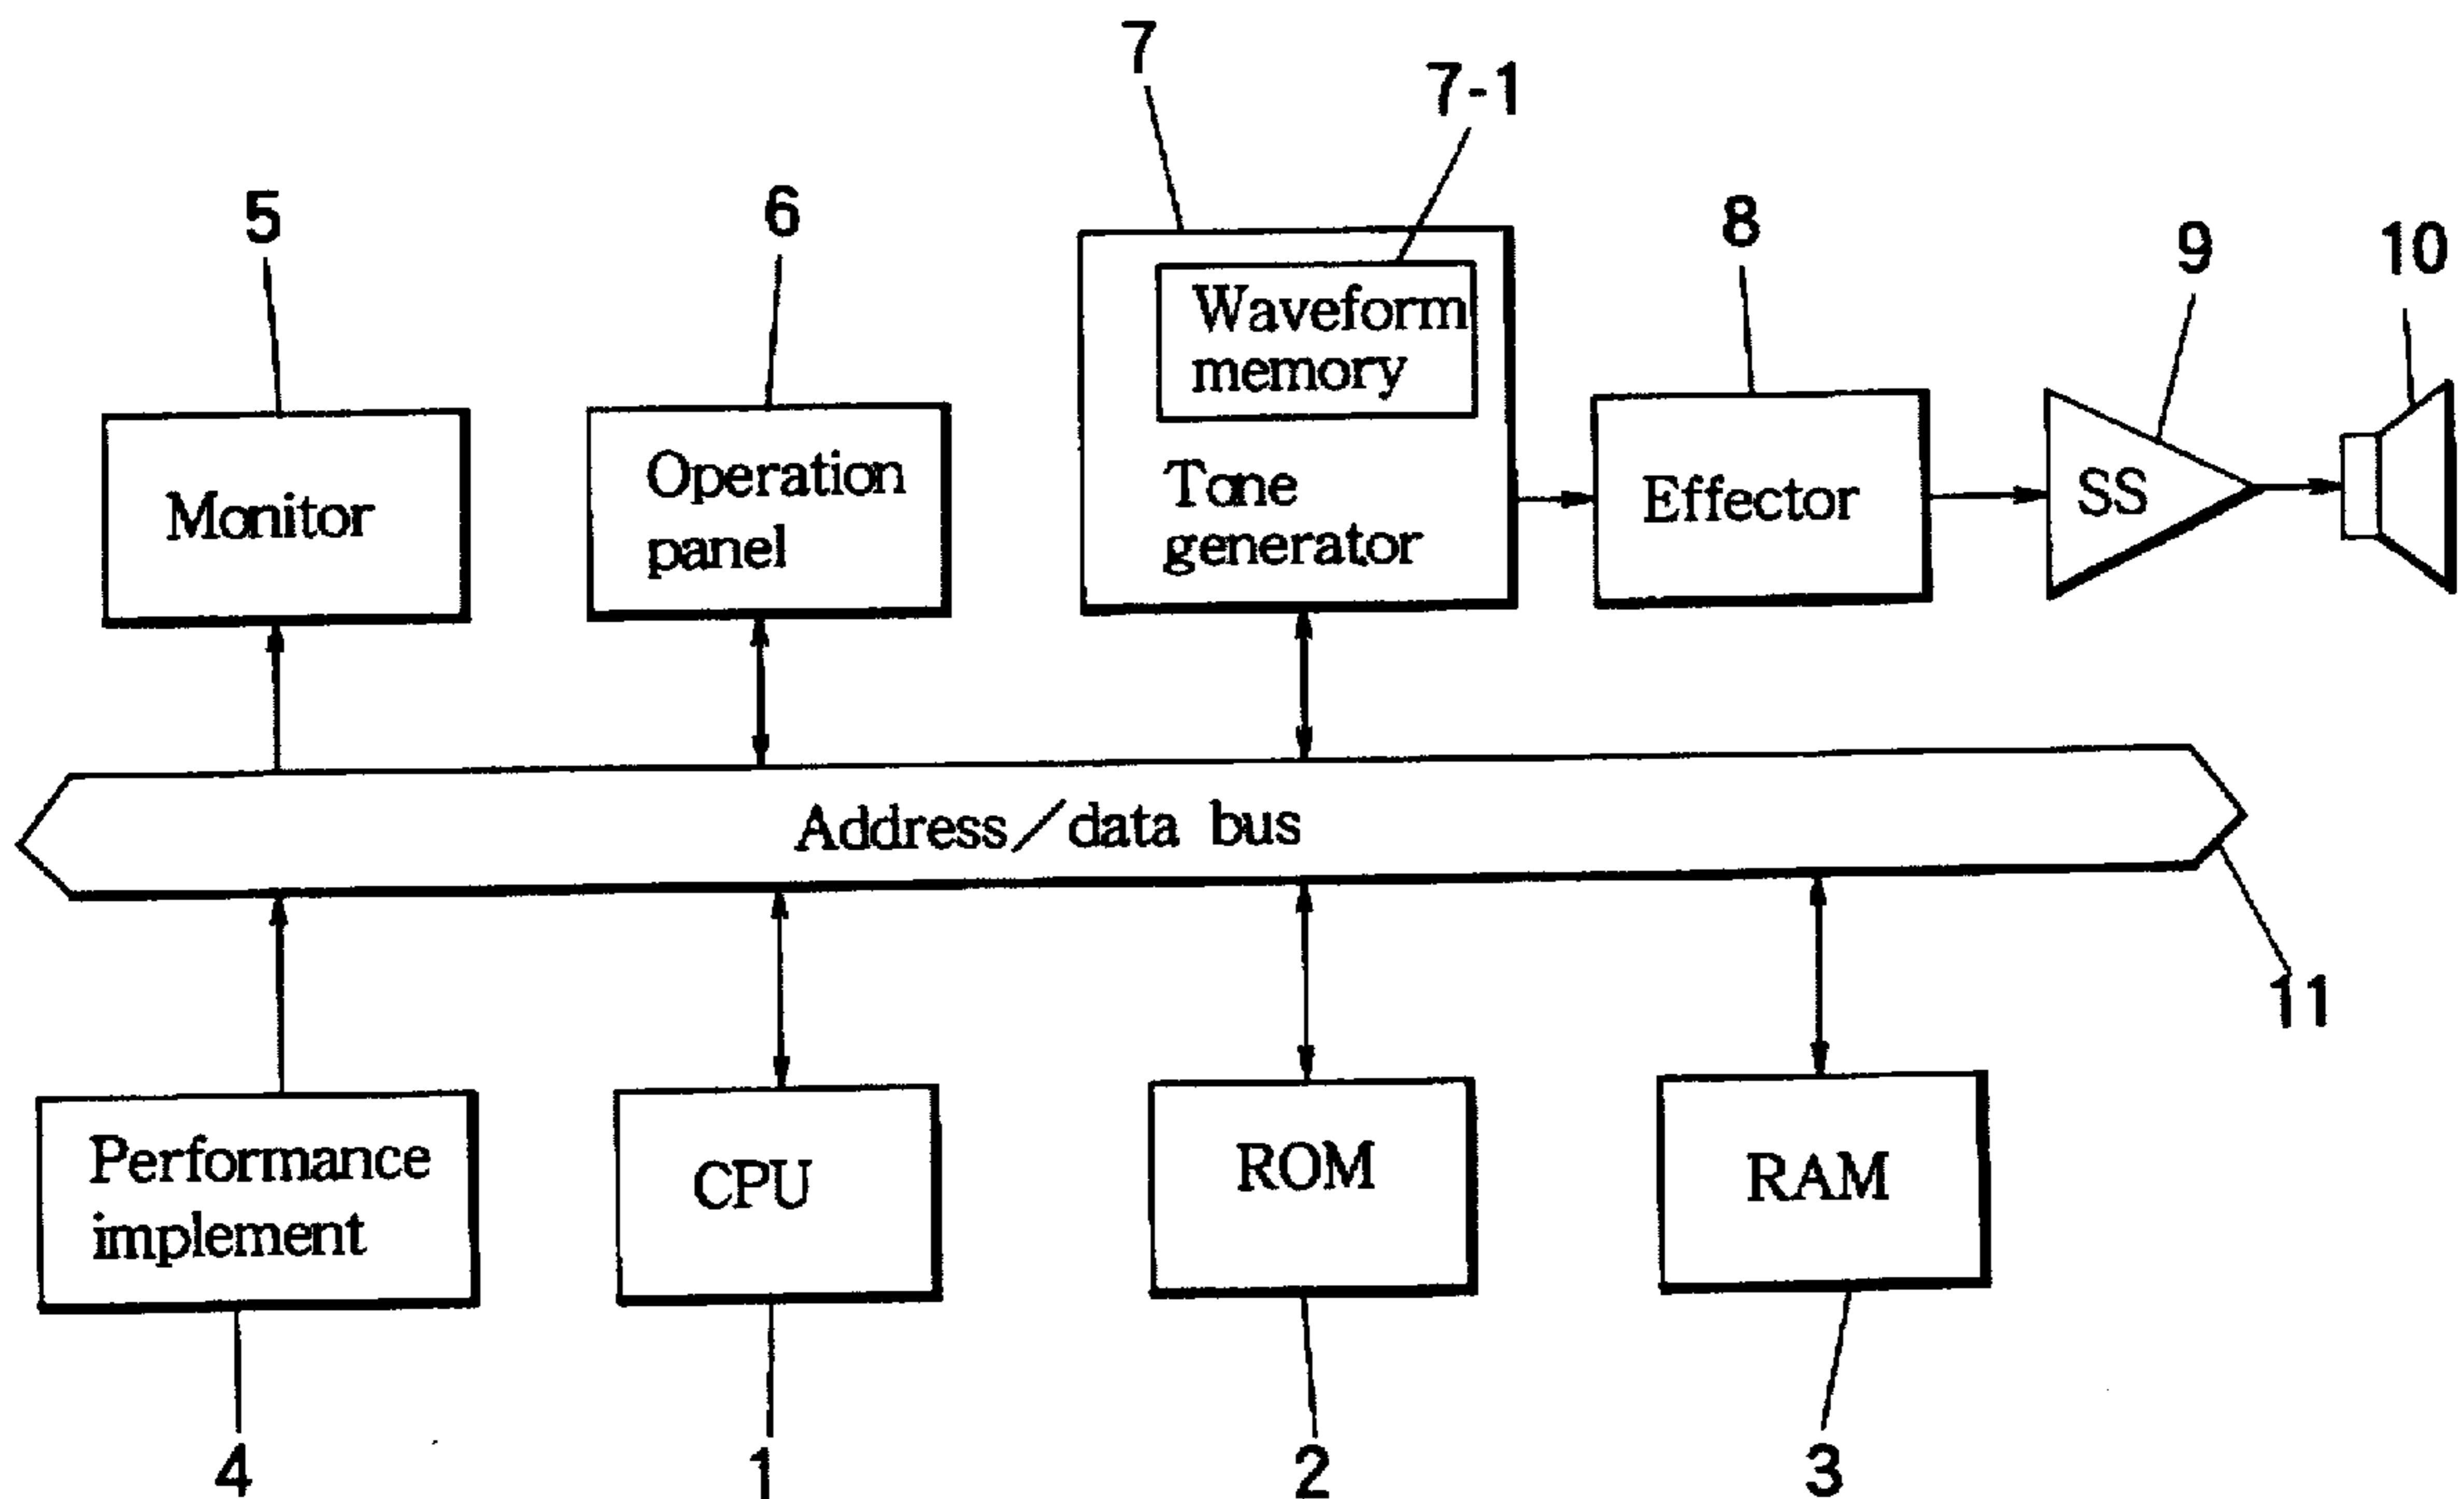 7
7-1
5
6
8
9
10
Waveform
memory
Monitor
Operation
panel
Tone
generator
Effector
SS
Address/data bus
11
Performance
implement
CPU
ROM
RAM
4
1
2
3